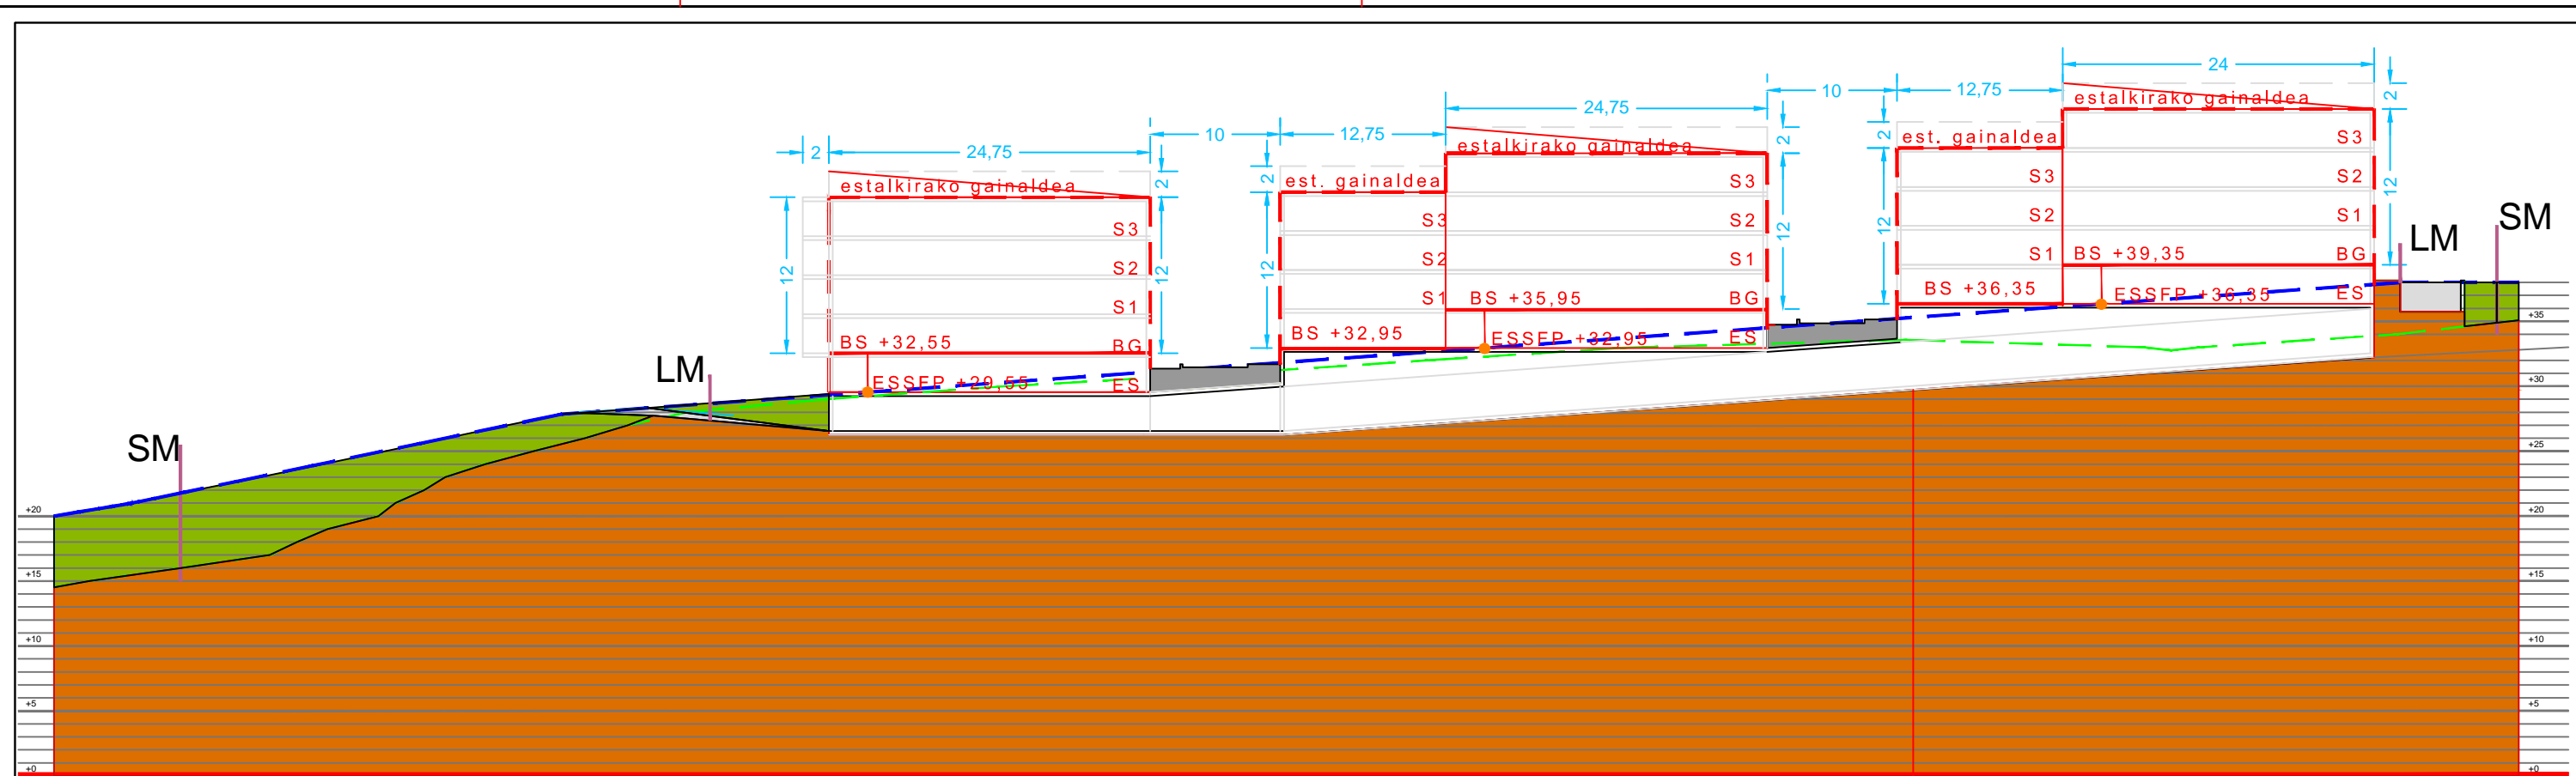 24
10
12,75
2
estalkirako gainaldea
24,75
2
10
12,75
2
est. gainaldea
S3
12
2
24,75
2
estalkirako gainaldea
S3
S3
S2
2
est. gainaldea
S3
12
S2
S1
2
estalkirako gainaldea
S3
S2
12
S2
12
S1
BS +39,35
BG
12
S3
S2
12
S2
S1
BS +36,35
ESSFP +36,35
ES
12
S1
S1
BS +35,95
BG
BS +32,55
BG
BS +32,95
ESSFP +32,95
ES
ESSFP +29,55
ES
LM
SM
LM
SM
+20
+15
+10
+5
+0
+35
+30
+25
+20
+15
+10
+5
+0